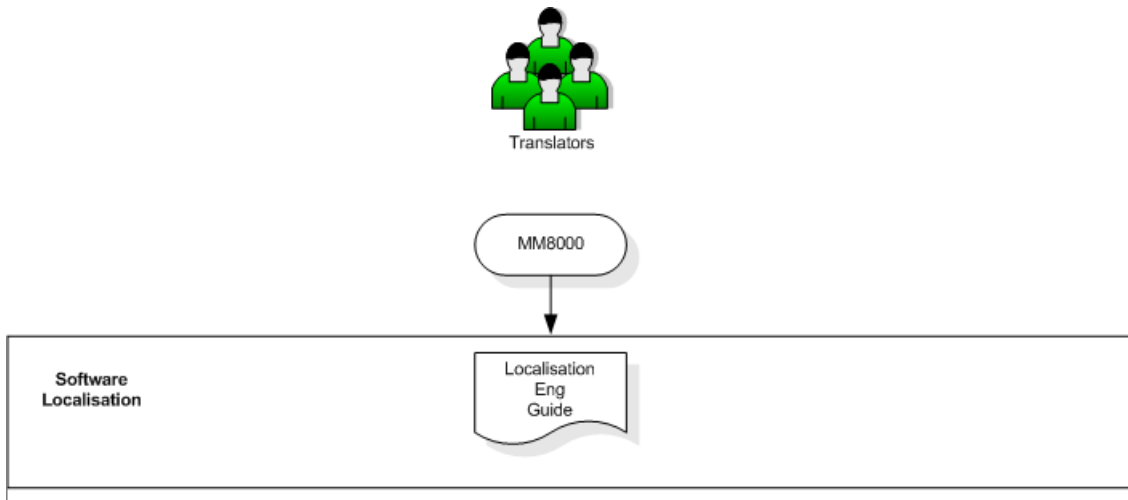 Translators
MM8000
Software
Localisation
Localisation
Eng
Guide